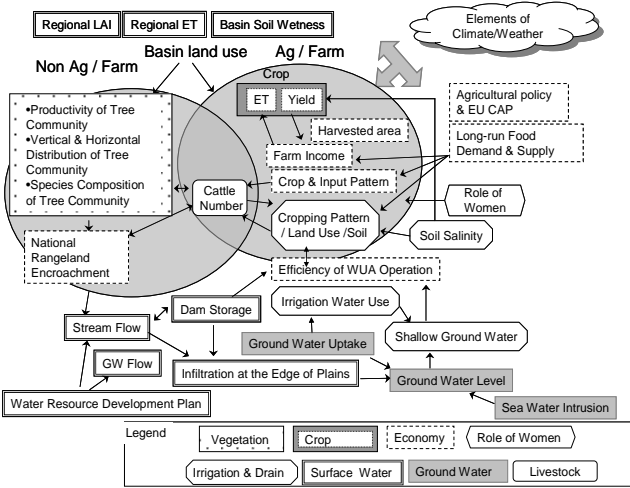 Regional LAI
Regional ET
Basin Soil Wetness
Elements of
Climate/Weather
Basin land use
Ag / Farm
Non Ag / Farm
Crop
ET
Yield
Agricultural policy
& EU CAP
•Productivity of Tree
Community
•Vertical & Horizontal
Distribution of Tree
Community
•Species Composition
of Tree Community
Harvested area
Long-run Food
Demand & Supply
Farm Income
Crop & Input Pattern
Cattle
Number
Role of
Women
Cropping Pattern
/ Land Use /Soil
Soil Salinity
National
Rangeland
Encroachment
Efficiency of WUA Operation
Dam Storage
Irrigation Water Use
Stream Flow
Shallow Ground Water
Ground Water Uptake
GW Flow
Infiltration at the Edge of Plains
Ground Water Level
Water Resource Development Plan
Sea Water Intrusion
Legend
Vegetation
Crop
Economy
Role of Women
Irrigation & Drain
Surface Water
Ground Water
Livestock